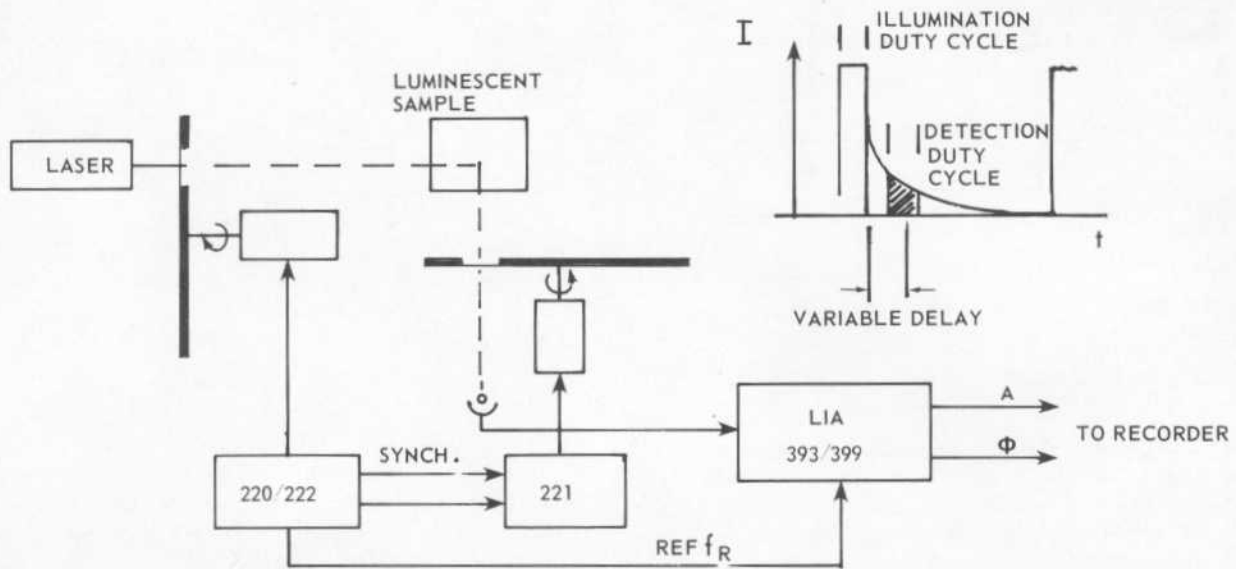 I
ILLUMINATION
DUTY CYCLE
LUMINESCENT
SAMPLE
LASER
DETECTION
DUTY
CYCLE
t
VARIABLE DELAY
LIA
393/399
A
Φ
TO RECORDER
SYNCH.
220/222
221
REF fR